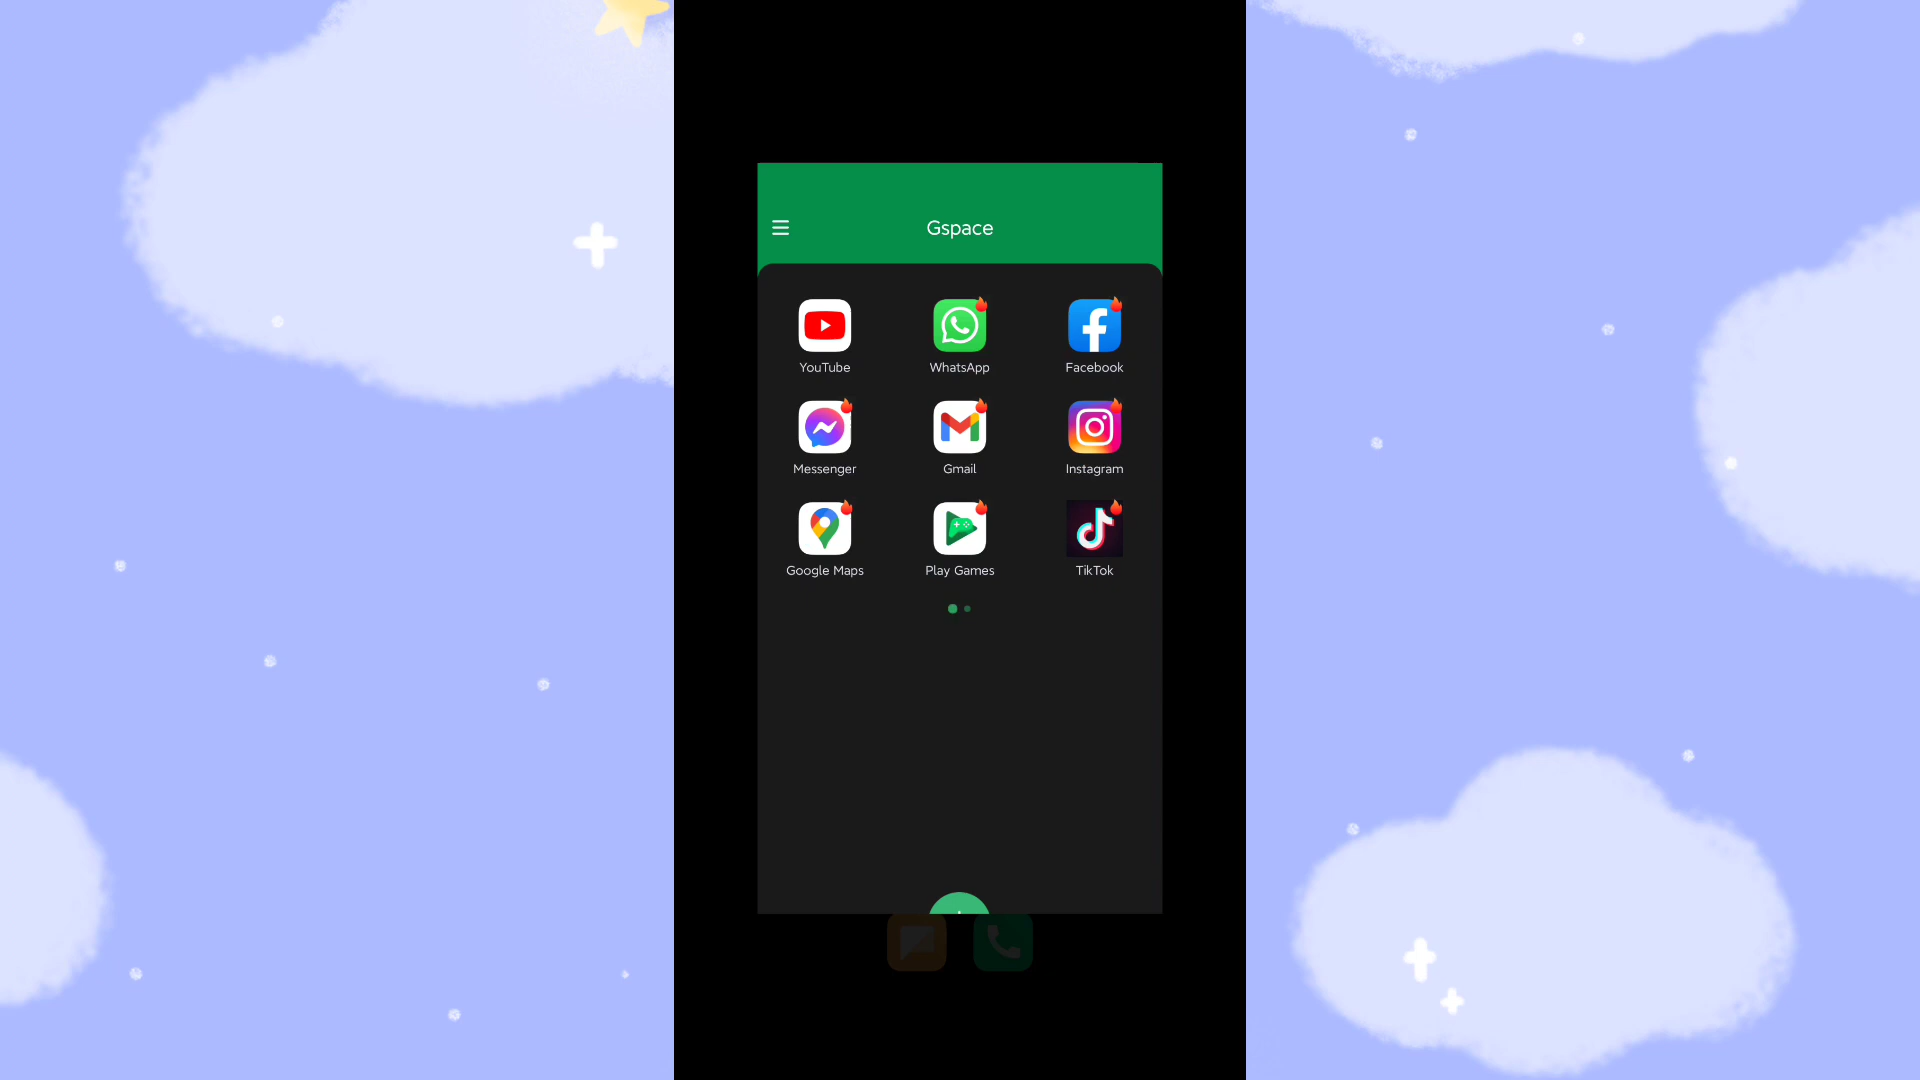 Gspace
YouTube
WhatsApp
Facebook
Messenger
Gmail
Instagram
Google Maps
Play Games
TikTok